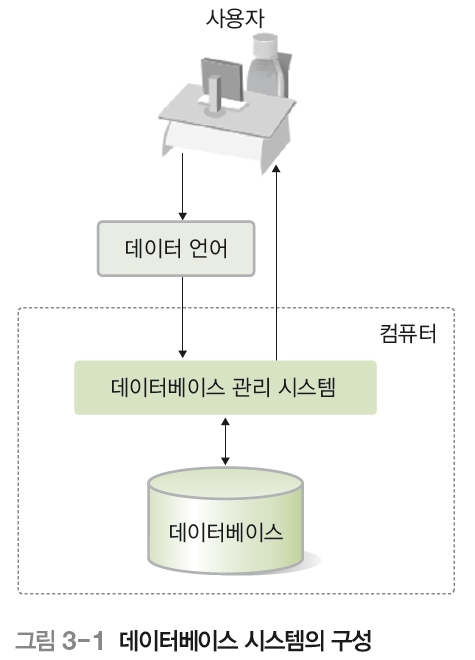 사용자
데이터 언어
컴퓨터
데이터베이스 관리 시스템
데이터베이스
그림 3-1 데이터베이스 시스템의 구성